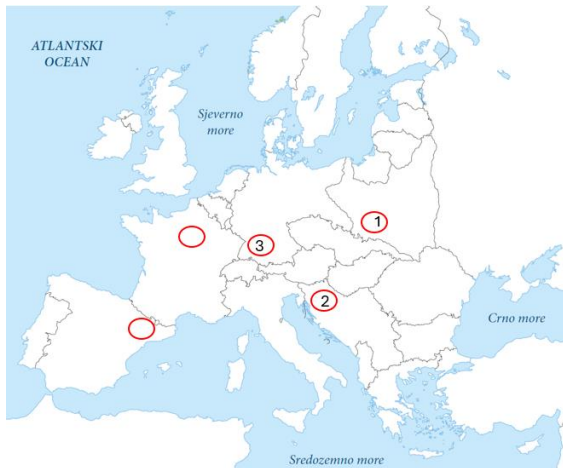 ATLANTSKI
OCEAN
Sjeverno
more
1
3
2
Crno more
Sredozemno more